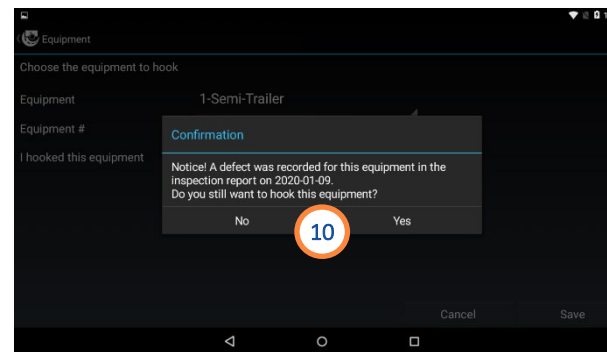 Equipment
Choose the equipment to hook
Equipment 1-Semi-Trailer
Equipment #
I hooked this equipment
Confirmation
Notice! A defect was recorded for this equipment in the
inspection report on 2020-01-09.
Do you still want to hook this equipment?
No 10 Yes
Cancel Save